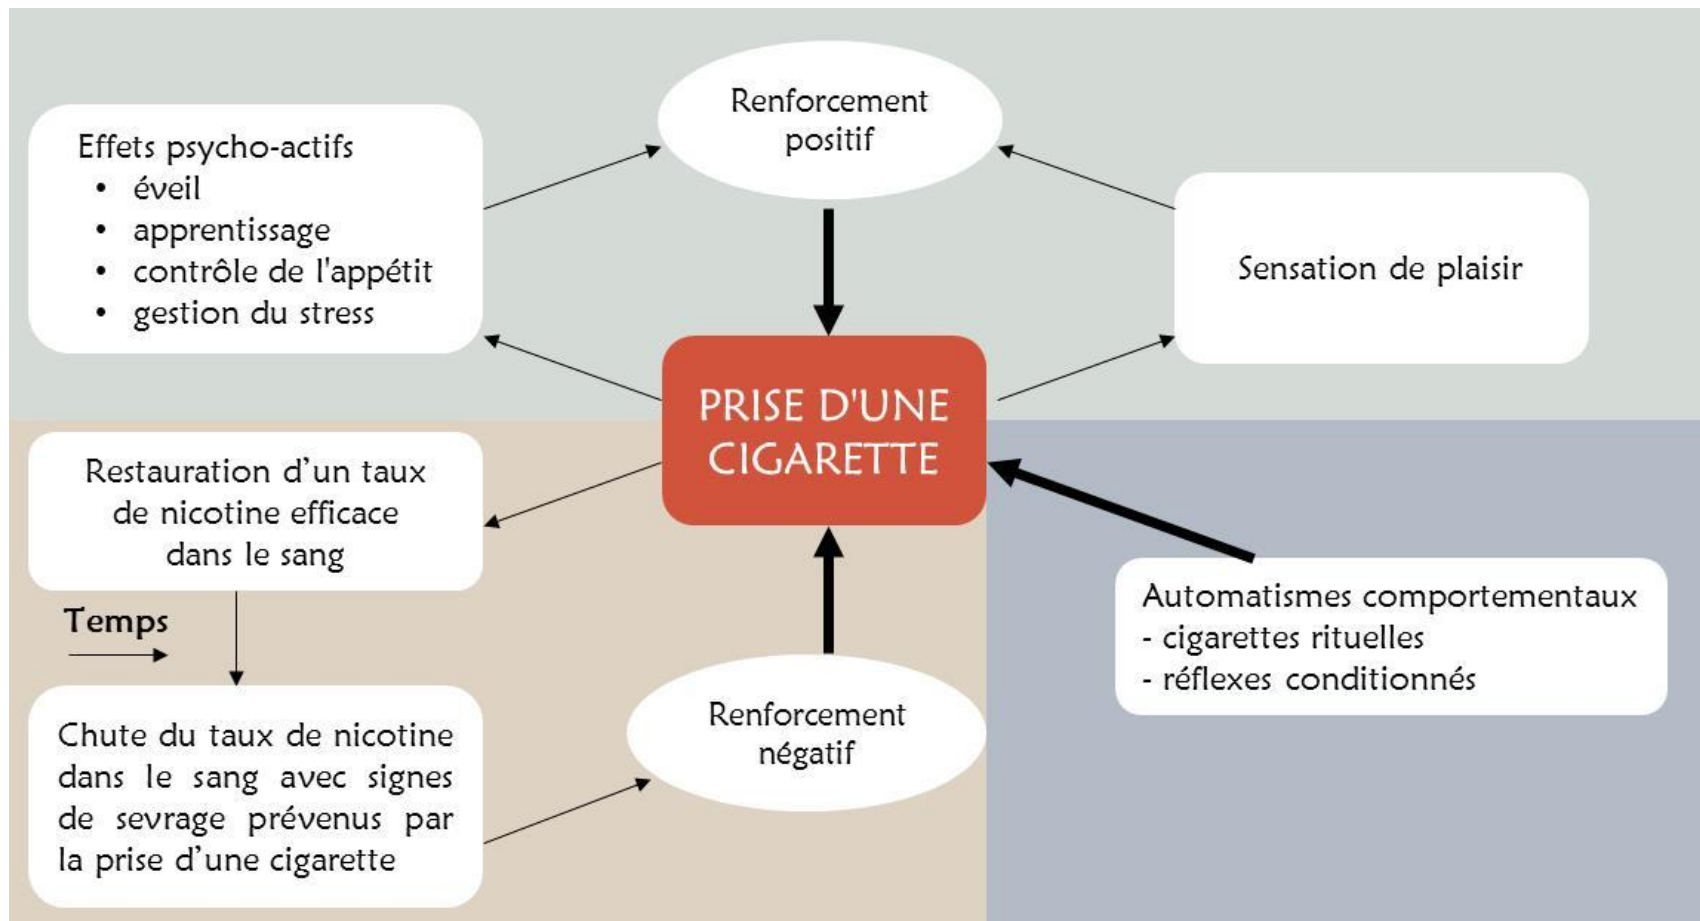 Renforcement
positif
Effets psycho-actifs
• éveil
• apprentissage
• contrôle de l'appétit
• gestion du stress
Sensation de plaisir
PRISE D'UNE
CIGARETTE
Restauration d’un taux
de nicotine efficace
dans le sang
Temps
Chute du taux de nicotine
dans le sang avec signes
de sevrage prévenus par
la prise d’une cigarette
Renforcement
négatif
Automatismes comportementaux
- cigarettes rituelles
- réflexes conditionnés